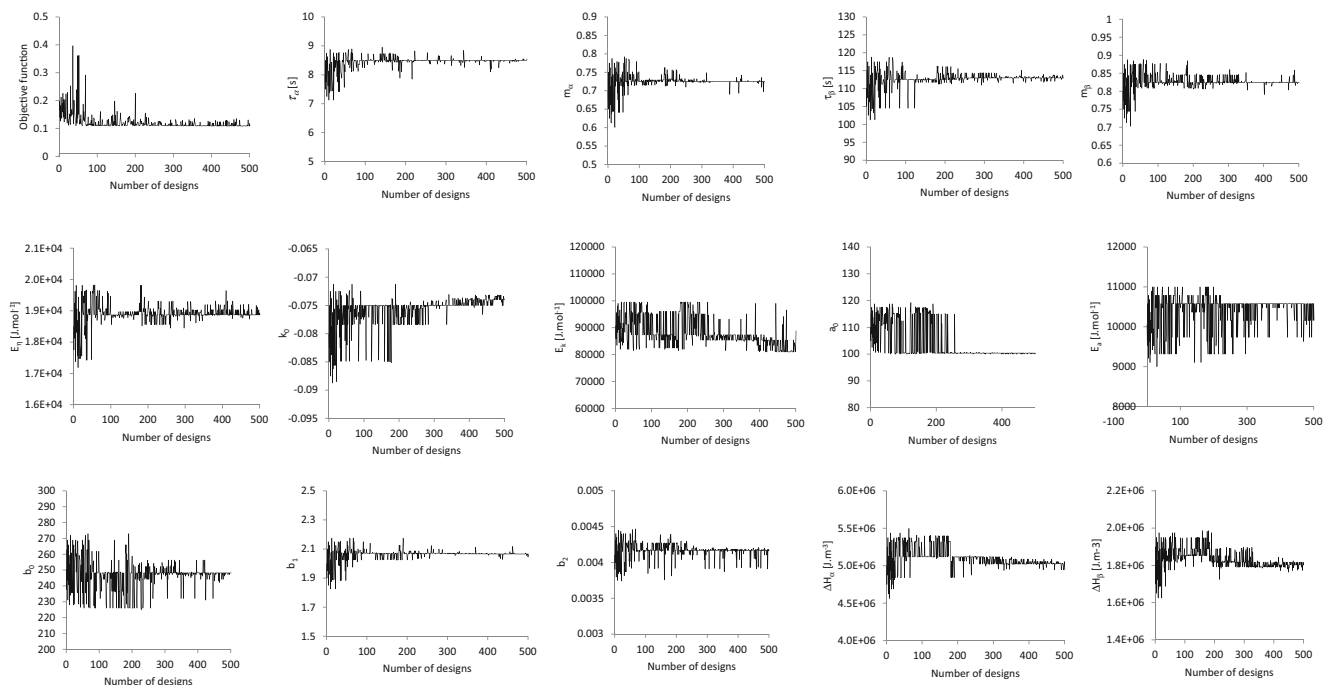 Objective function
0.5
0.4
0.3
0.2
0.1
0
0 100 200 300 400 500
Number of designs
τα [s]
10
9
8
7
6
5
0 100 200 300 400 500
Number of designs
mα
0.9
0.8
0.7
0.6
0.5
0 100 200 300 400 500
Number of designs
τβ [s]
130
125
120
115
110
105
100
95
90
0 100 200 300 400 500
Number of designs
mβ
1
0.95
0.9
0.85
0.8
0.75
0.7
0.65
0.6
0 100 200 300 400 500
Number of designs
Eη [J.mol-1]
2.1E+04
2.0E+04
1.9E+04
1.8E+04
1.7E+04
1.6E+04
0 100 200 300 400 500
Number of designs
k0
-0.065
-0.07
-0.075
-0.08
-0.085
-0.09
-0.095
0 100 200 300 400 500
Number of designs
Ek [J.mol-1]
120000
110000
100000
90000
80000
70000
60000
0 100 200 300 400 500
Number of designs
a0
140
130
120
110
100
90
80
0 200 400
Number of designs
Ea [J.mol-1]
12000
11000
10000
9000
8000
-100 0 100 200 300 400 500
Number of designs
b0
300
290
280
270
260
250
240
230
220
210
200
0 100 200 300 400 500
Number of designs
b1
2.5
2.3
2.1
1.9
1.7
1.5
0 100 200 300 400 500
Number of designs
b2
0.005
0.0045
0.004
0.0035
0.003
0 100 200 300 400 500
Number of designs
ΔHα [J.m-3]
6.0E+06
5.5E+06
5.0E+06
4.5E+06
4.0E+06
0 100 200 300 400 500
Number of designs
ΔHβ [J.m-3]
2.2E+06
2.0E+06
1.8E+06
1.6E+06
1.4E+06
0 100 200 300 400 500
Number of designs